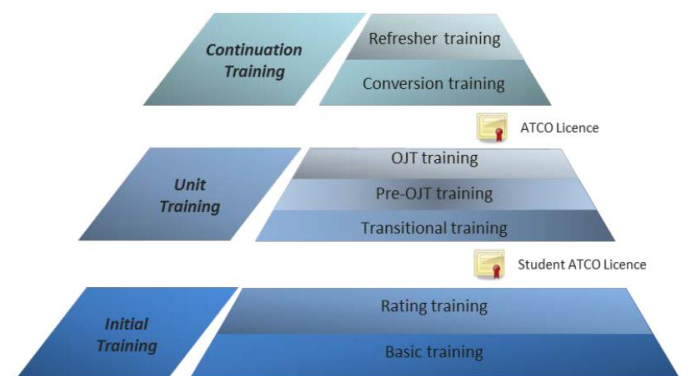 Continuation
Training
Refresher training
Conversion training
ATCO Licence
Unit
Training
OJT training
Pre-OJT training
Transitional training
Student ATCO Licence
Initial
Training
Rating training
Basic training